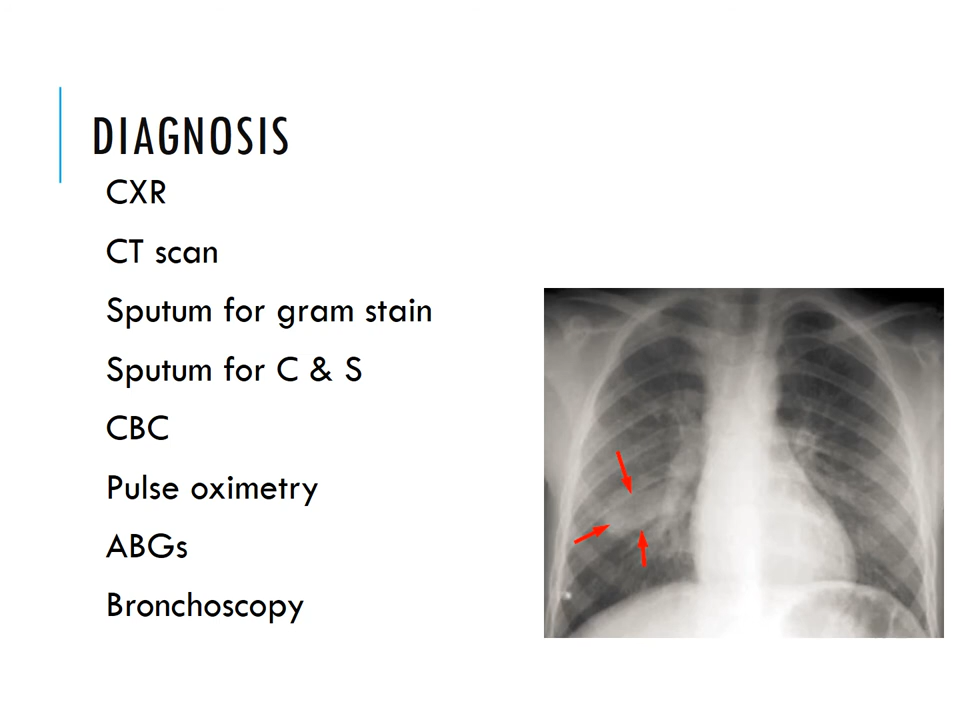 DIAGNOSIS
CXR
CT scan
Sputum for gram stain
Sputum for C & S
CBC
Pulse oximetry
ABGs
Bronchoscopy